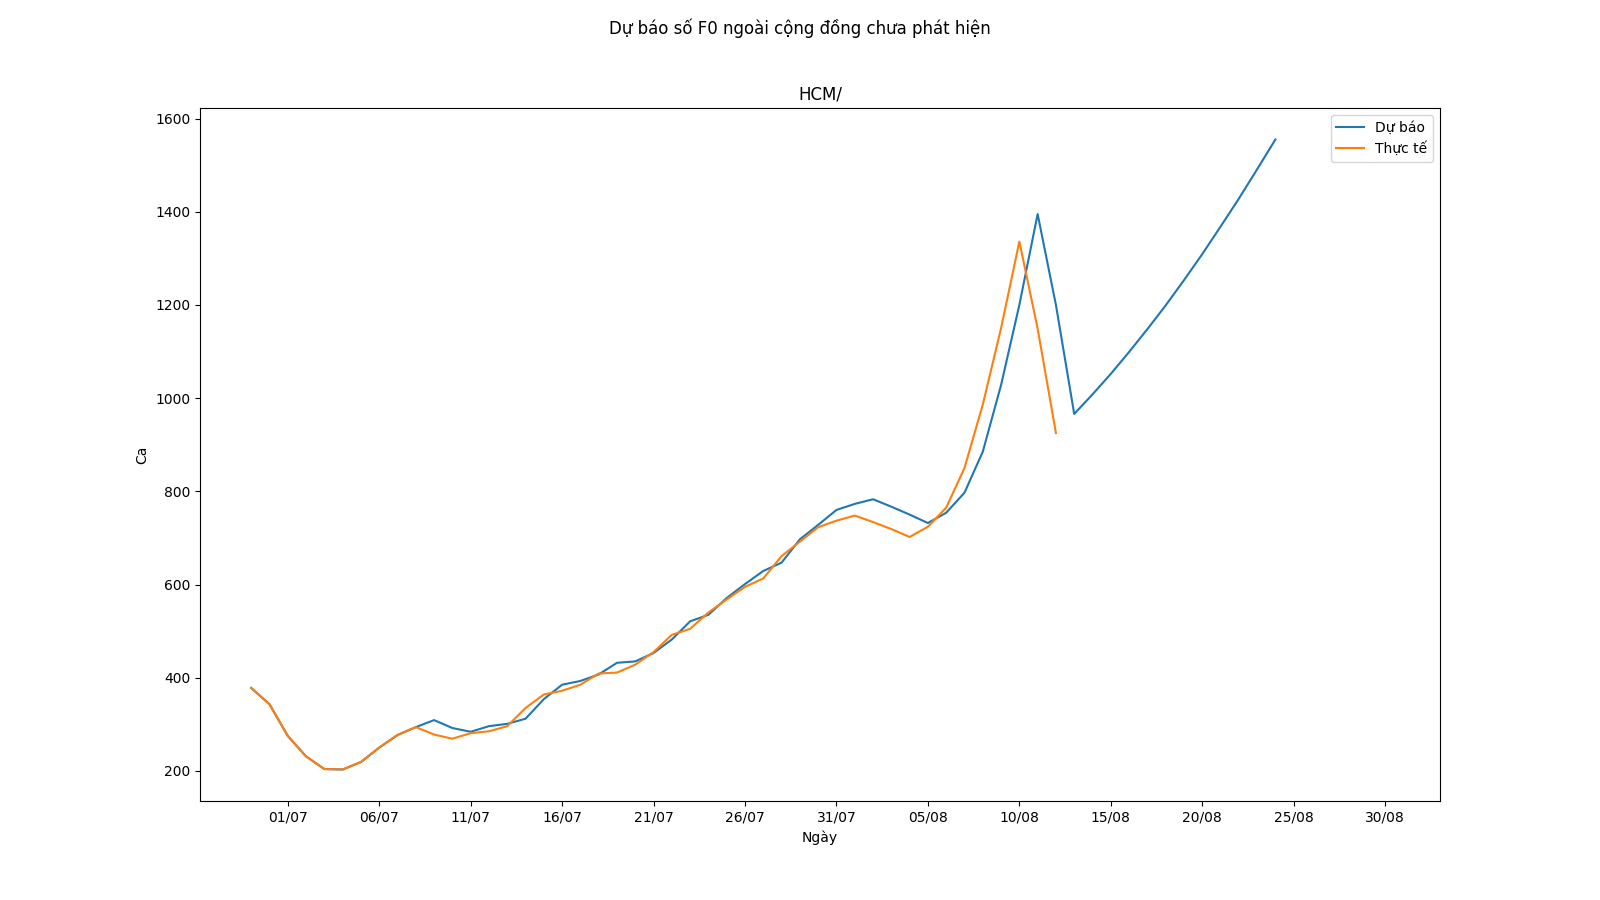 Dự báo số F0 ngoài cộng đồng chưa phát hiện
HCM/
1600
1400
1200
1000
800
600
400
200
Ca
Dự báo
Thực tế
01/07 06/07 11/07 16/07 21/07 26/07 31/07 05/08 10/08 15/08 20/08 25/08 30/08
Ngày